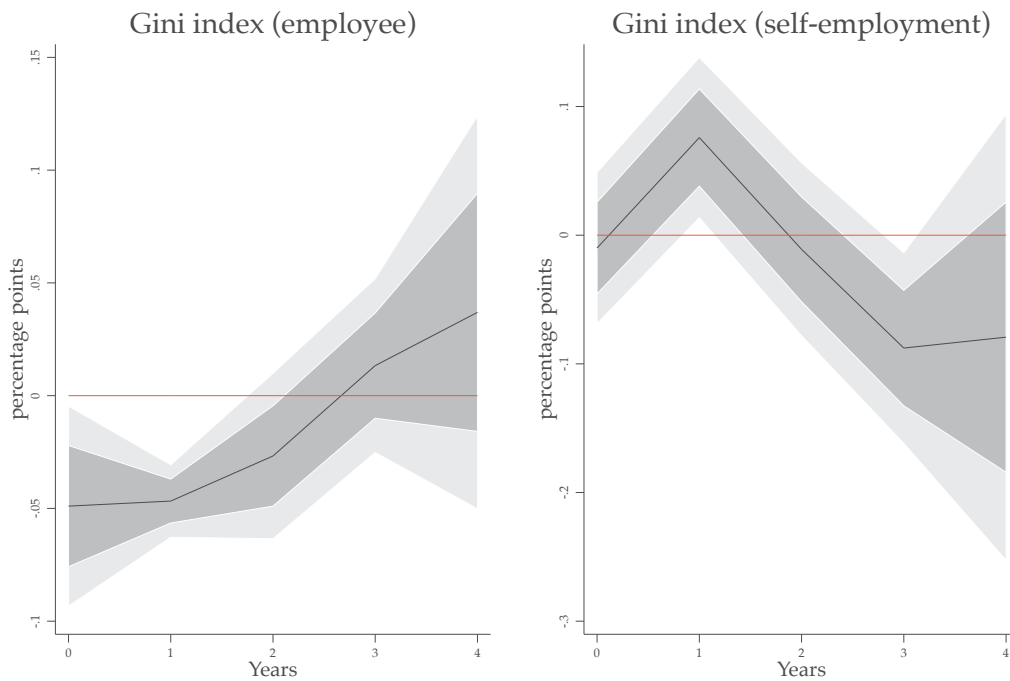 Gini index (employee)
percentage points
.15
.1
.05
0
-.05
-.1
0 1 2 3 4
Years
Gini index (self-employment)
percentage points
.1
0
-.1
-.2
-.3
0 1 2 3 4
Years